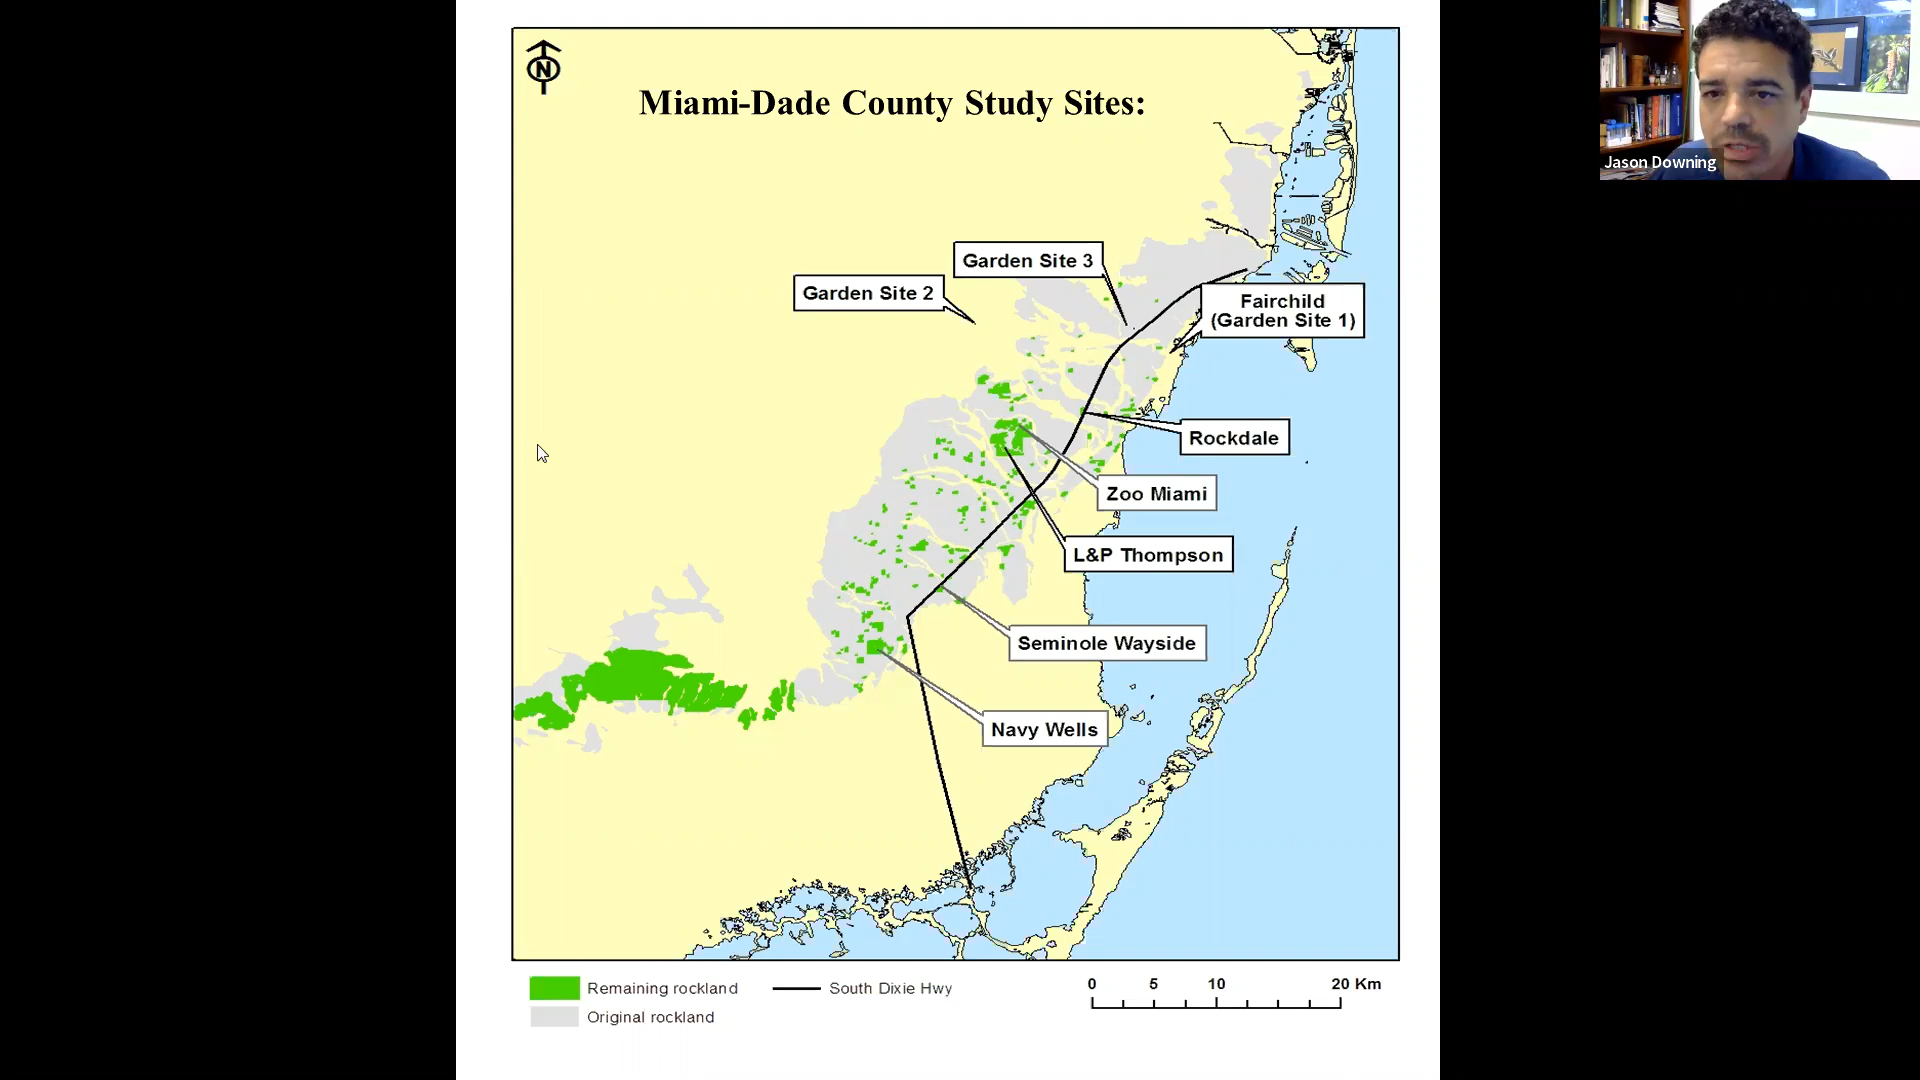 N
Miami-Dade County Study Sites:
Jason Downing
Garden Site 3
Garden Site 2
Fairchild
(Garden Site 1)
Rockdale
Zoo Miami
L&P Thompson
Seminole Wayside
Navy Wells
Remaining rockland
South Dixie Hwy
0 5 10 20 Km
Original rockland